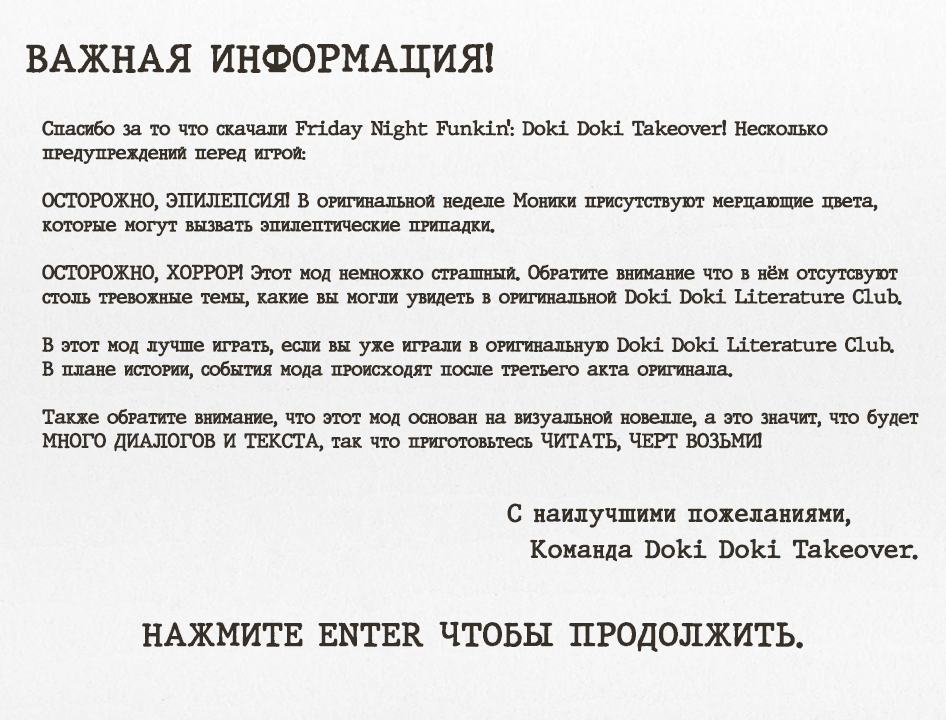 ВАЖНАЯ ИНФОРМАЦИЯ!
Спасибо за то что скачали Friday Night Funkin': Doki Doki Takeover! Несколько
предупреждений перед игрой:
ОСТОРОЖНО, ЭПИЛЕПСИЯ! В оригинальной неделе Моники присутствуют мерцающие цвета,
которые могут вызвать эпилептические припадки.
ОСТОРОЖНО, ХОРРОР! Этот мод немножко страшный. Обратите внимание что в нём отсутсвуют
столь тревожные темы, какие вы могли увидеть в оригинальной Doki Doki Literature Club.
В этот мод лучше играть, если вы уже играли в оригинальную Doki Doki Literature Club.
В плане истории, события мода происходят после третьего акта оригинала.
Также обратите внимание, что этот мод основан на визуальной новелле, а это значит, что будет
МНОГО ДИАЛОГОВ И ТЕКСТА, так что приготовьтесь ЧИТАТЬ, ЧЕРТ ВОЗЬМИ!
С наилучшими пожеланиями,
Команда Doki Doki Takeover.
НАЖМИТЕ ENTER ЧТОБЫ ПРОДОЛЖИТЬ.